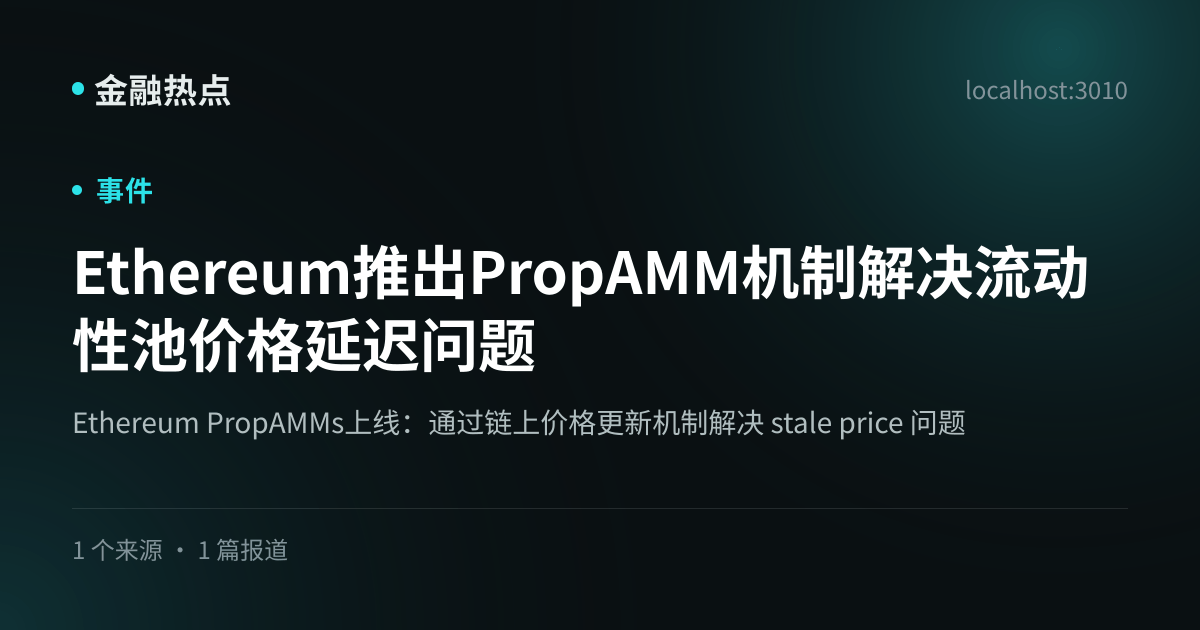 金融热点
localhost:3010
事件
Ethereum推出PropAMM机制解决流动
性池价格延迟问题
Ethereum PropAMMs上线：通过链上价格更新机制解决 stale price 问题
1 个来源 · 1 篇报道